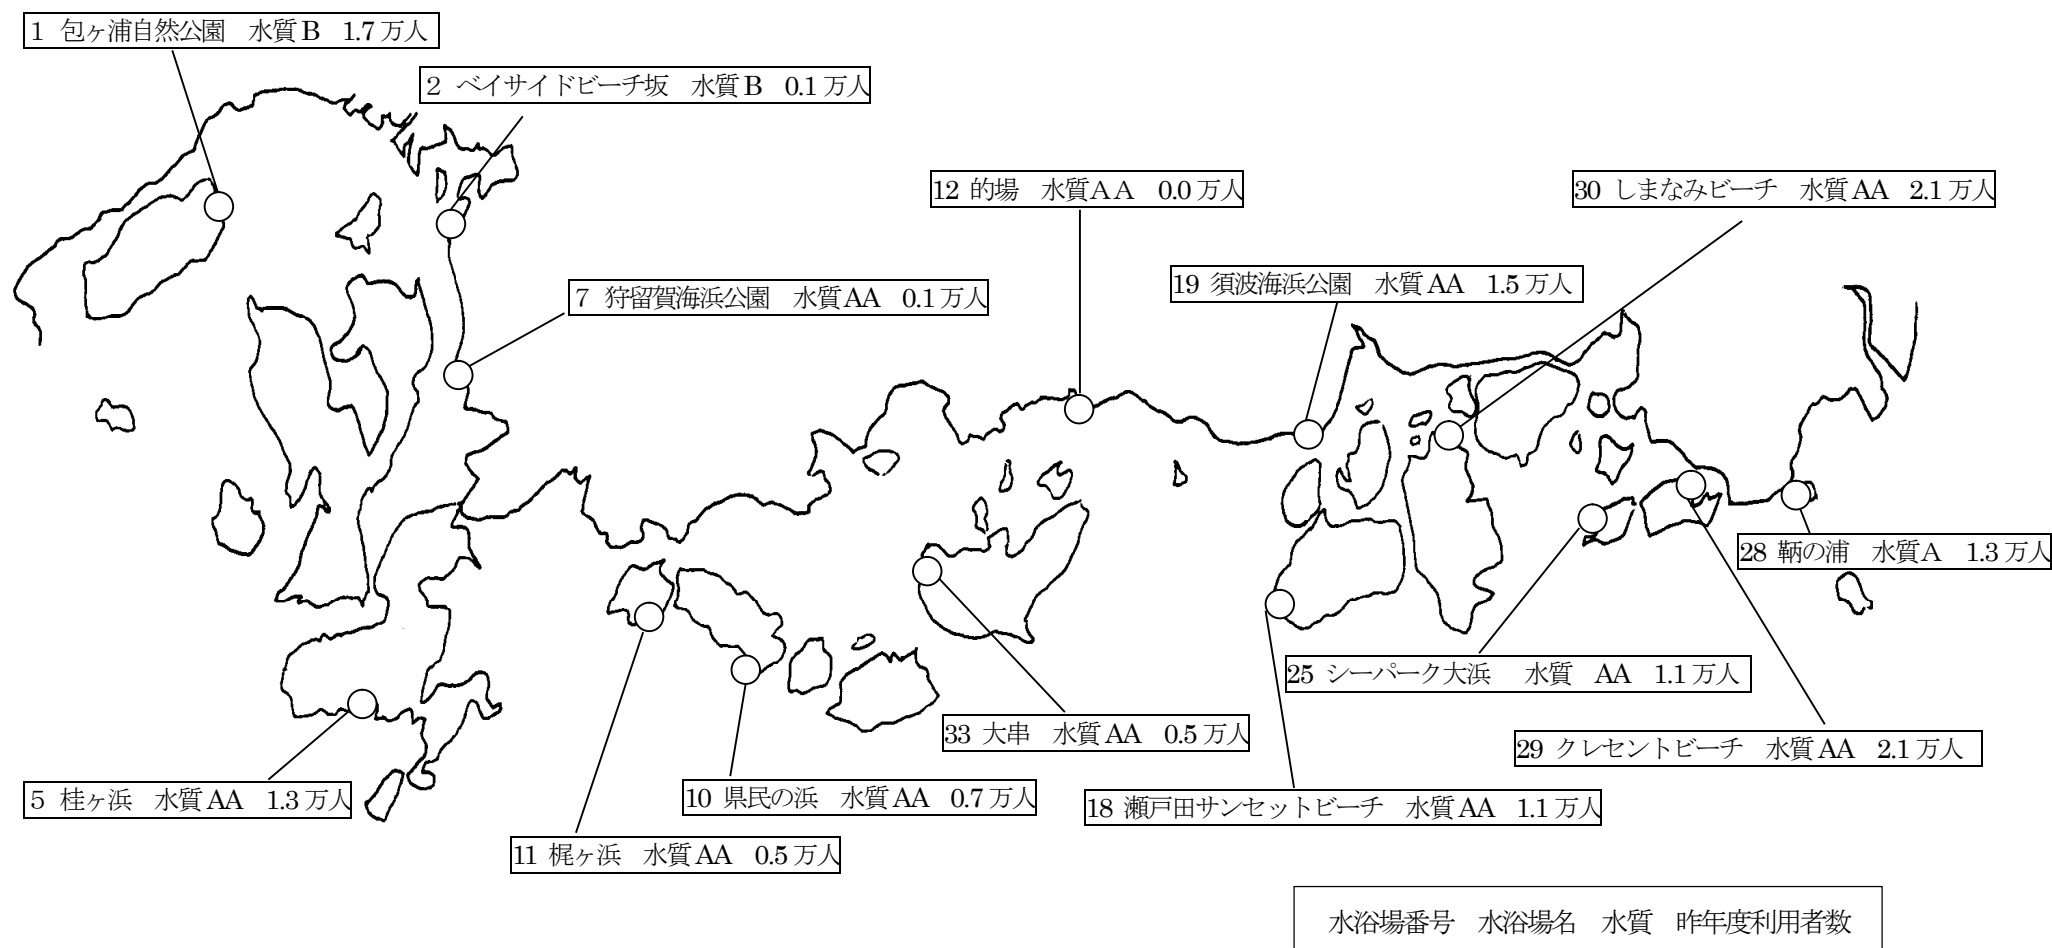 1 包ヶ浦自然公園 水質B 1.7万人
2 ベイサイドビーチ坂 水質B 0.1万人
12 的場 水質AA 0.0万人
30 しまなみビーチ 水質AA 2.1万人
7 狩留賀海浜公園 水質AA 0.1万人
19 須波海浜公園 水質AA 1.5万人
28 鞆の浦 水質A 1.3万人
25 シーパーク大浜 水質 AA 1.1万人
33 大串 水質AA 0.5万人
29 クレセントビーチ 水質AA 2.1万人
5 桂ヶ浜 水質AA 1.3万人
10 県民の浜 水質AA 0.7万人
18 瀬戸田サンセットビーチ 水質AA 1.1万人
11 梶ヶ浜 水質AA 0.5万人
水浴場番号 水浴場名 水質 昨年度利用者数